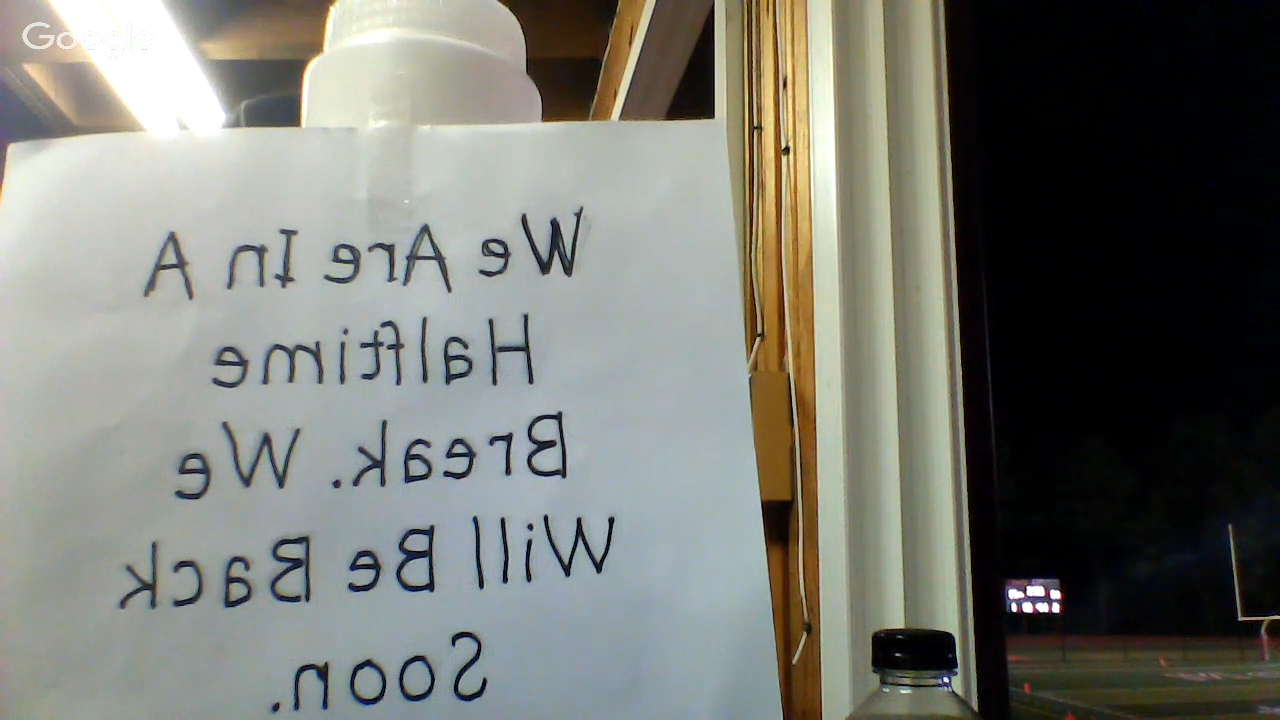 Google
We Are In A
Halftime
Break. We
Will Be Back
Soon.